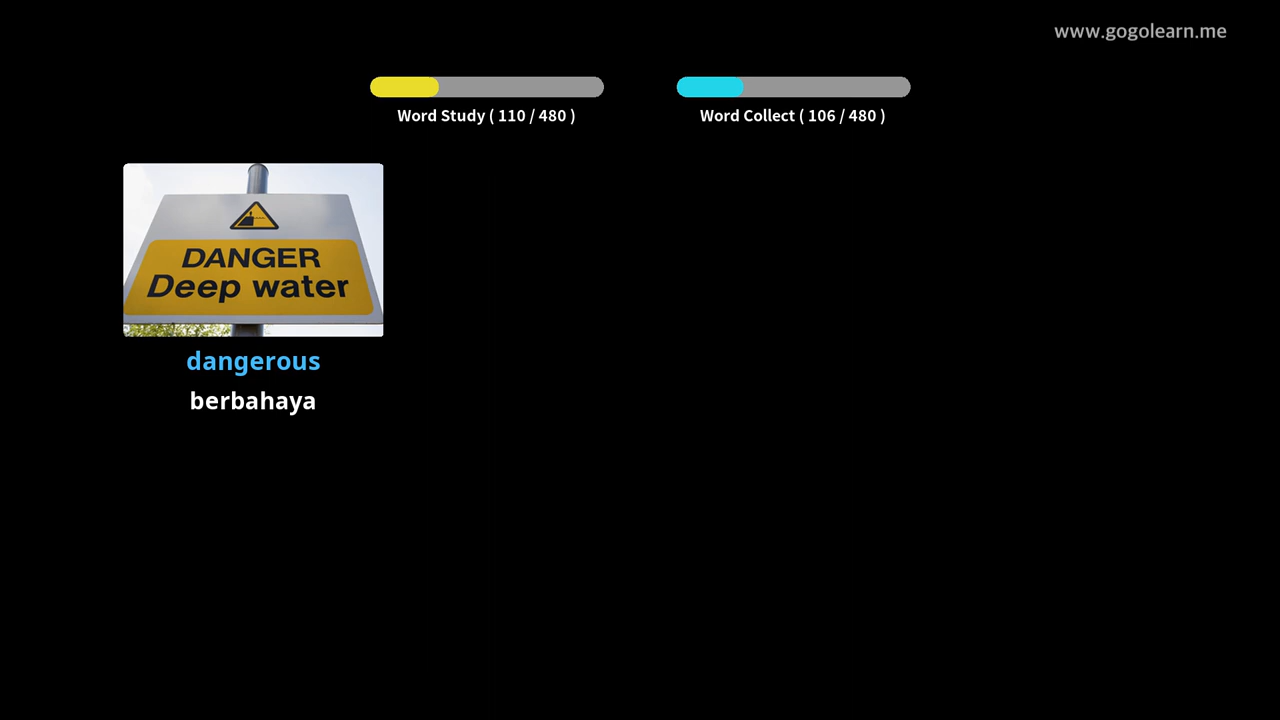 www.gogolearn.me
Word Study ( 110 / 480 )
Word Collect ( 106 / 480 )
DANGER
Deep water
dangerous
berbahaya